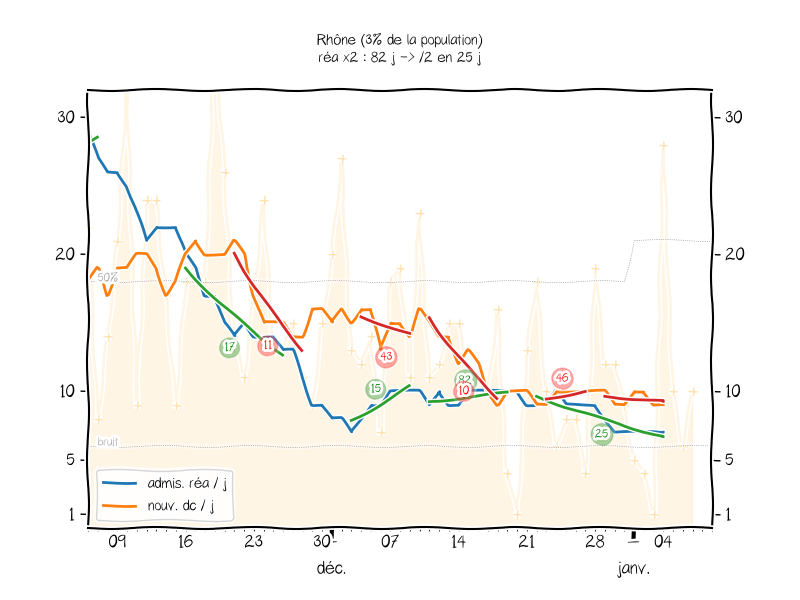 Rhône (3% de la population)
réa x2 : 82 j -> /2 en 25 j
30 30
20 20
50%
17 11 43
46
15 82
10 10
10
25
bruit
5 5
admis. réa / j
nouv. dc / j
1 1
09 16 23 30 07 14 21 28 04
déc. janv.